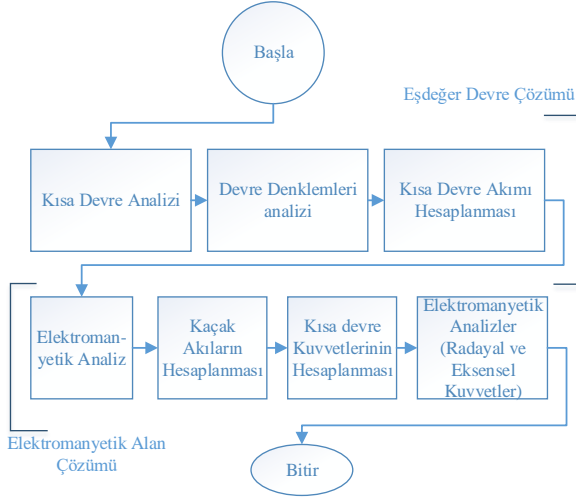 Başla
Eşdeğer Devre Çözümü
Kısa Devre Analizi
Devre Denklemleri
analizi
Kısa Devre Akımı
Hesaplanması
Elektroman-
yetik Analiz
Kaçak
Akıların
Hesaplanması
Kısa devre
Kuvvetlerinin
Hesaplanması
Elektromanyetik
Analizler
(Radayal ve
Eksensel
Kuvvetler)
Elektromanyetik Alan
Çözümü
Bitir